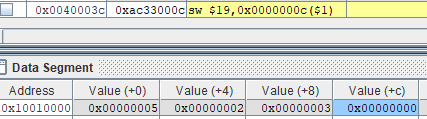 0x0040003c 0xac33000c sw $19,0x0000000c($1)
Data Segment
Address Value (+0) Value (+4) Value (+8) Value (+c)
0x10010000 0x00000005 0x00000002 0x00000003 0x00000000